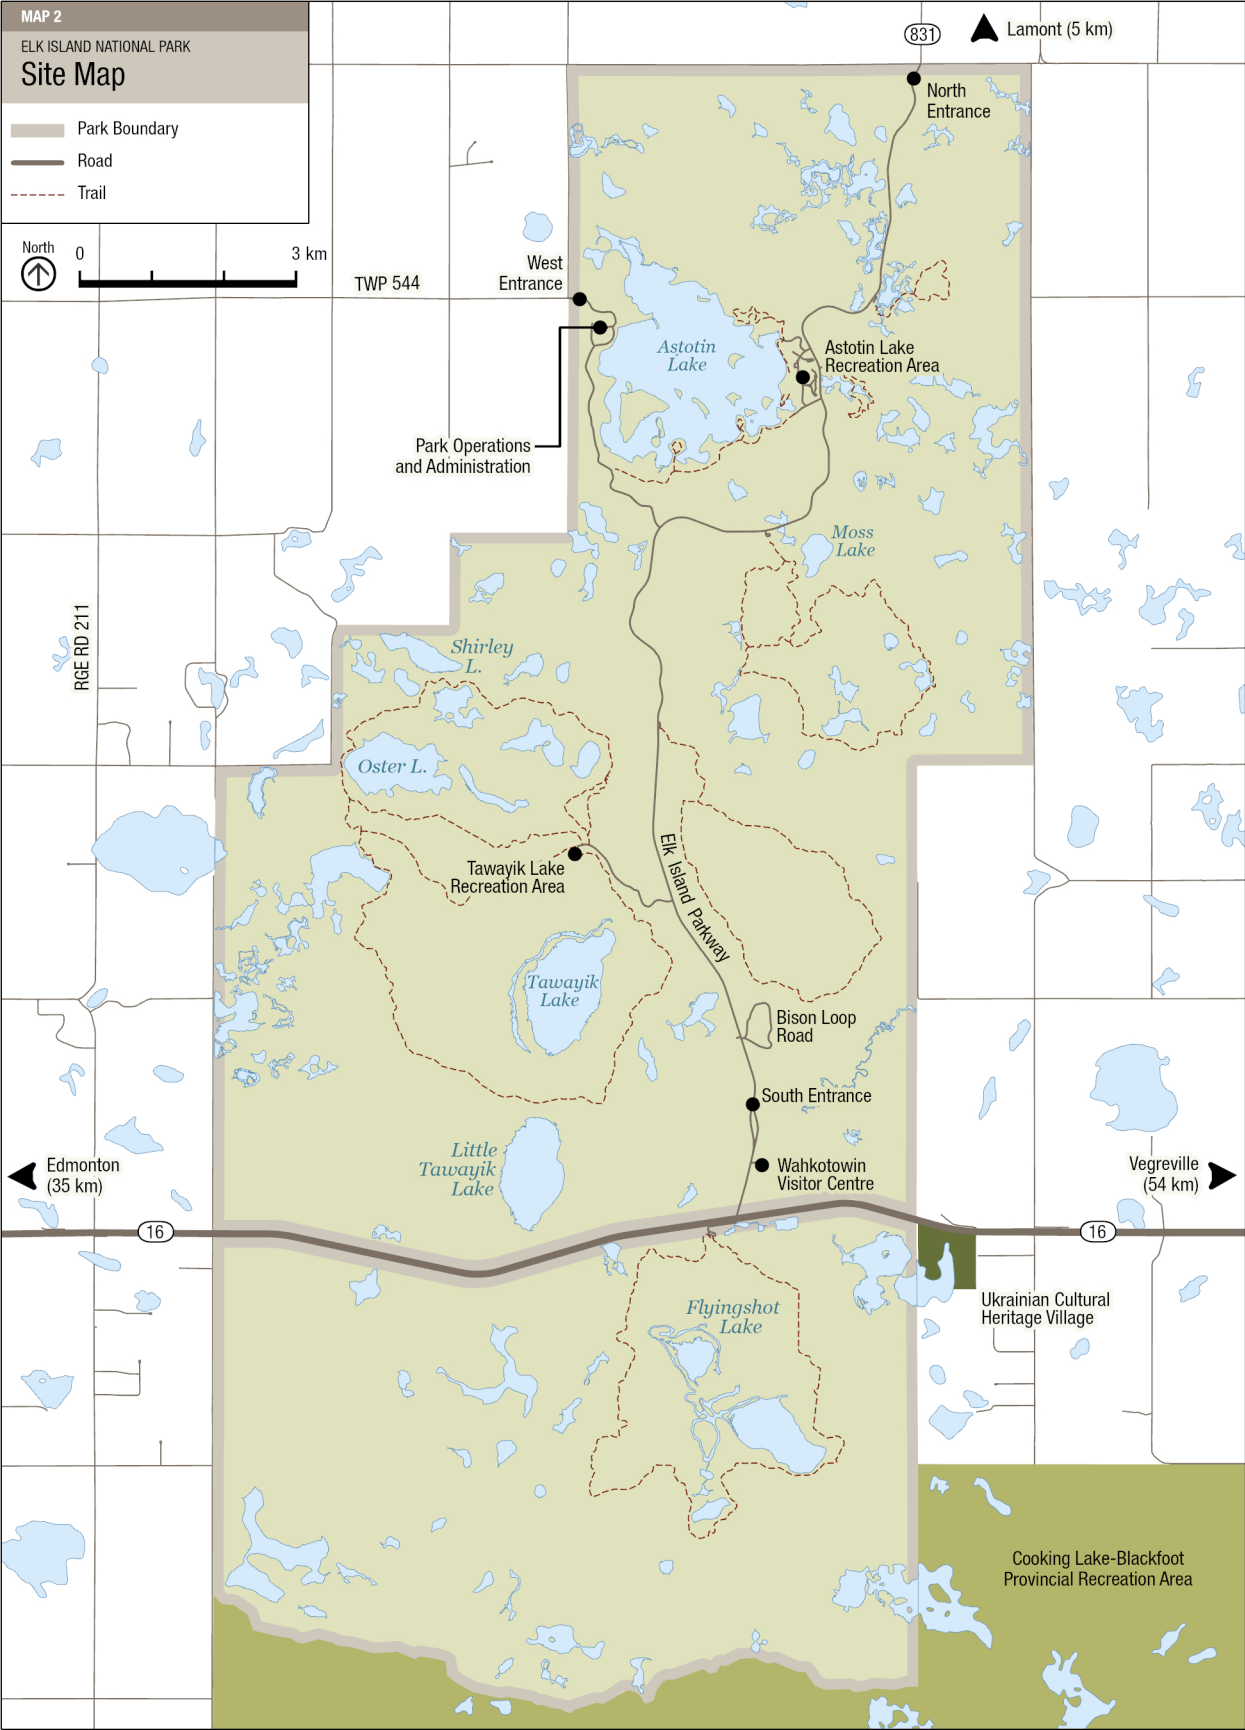 MAP 2
ELK ISLAND NATIONAL PARK
Site Map
Park Boundary
Road
Trail
North
0
3 km
831
Lamont (5 km)
North
Entrance
West
Entrance
TWP 544
Astotin
Lake
Astotin Lake
Recreation Area
Park Operations
and Administration
Moss
Lake
RGE RD 211
Shirley
L.
Oster L.
Elk Island Parkway
Tawayik Lake
Recreation Area
Tawayik
Lake
Bison Loop
Road
South Entrance
Little
Tawayik
Lake
Edmonton
(35 km)
Wahkotowin
Visitor Centre
Vegreville
(54 km)
16
16
Ukrainian Cultural
Heritage Village
Flyingshot
Lake
Cooking Lake-Blackfoot
Provincial Recreation Area